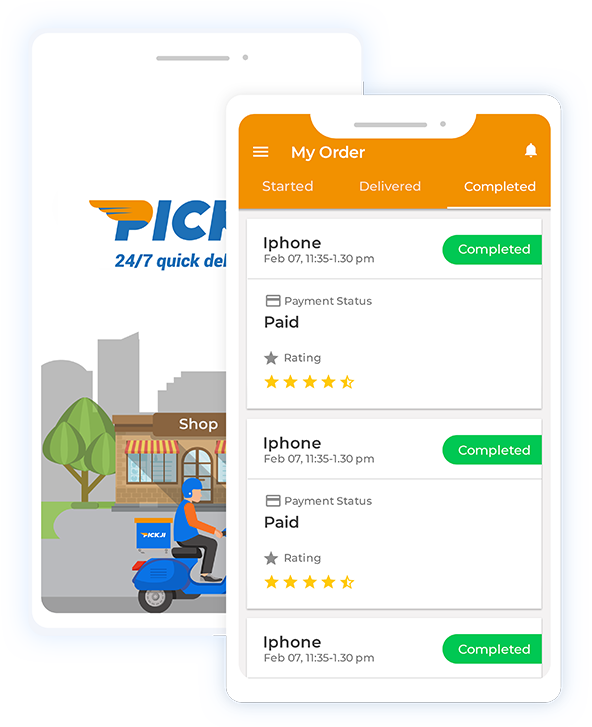 PICK
24/7 quick del
Shop
PICKJI
My Order
Started Delivered Completed
Iphone
Feb 07, 11:35-1.30 pm
Completed
Payment Status
Paid
Rating
Iphone
Feb 07, 11:35-1.30 pm
Completed
Payment Status
Paid
Rating
Iphone
Feb 07, 11:35-1.30 pm
Completed